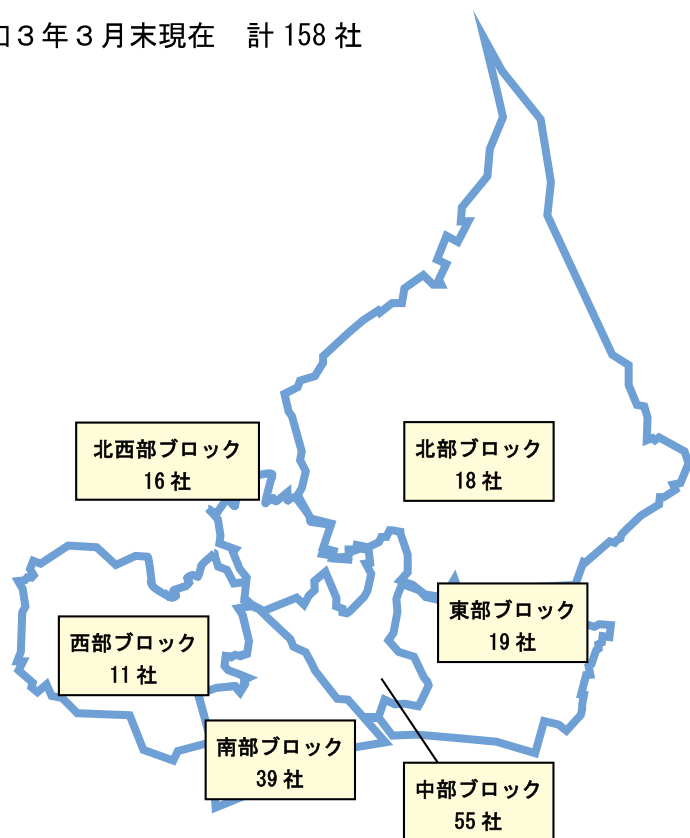 口３年３月末現在　計 158 社
北西部ブロック
16 社
北部ブロック
18 社
東部ブロック
19 社
西部ブロック
11 社
南部ブロック
39 社
中部ブロック
55 社